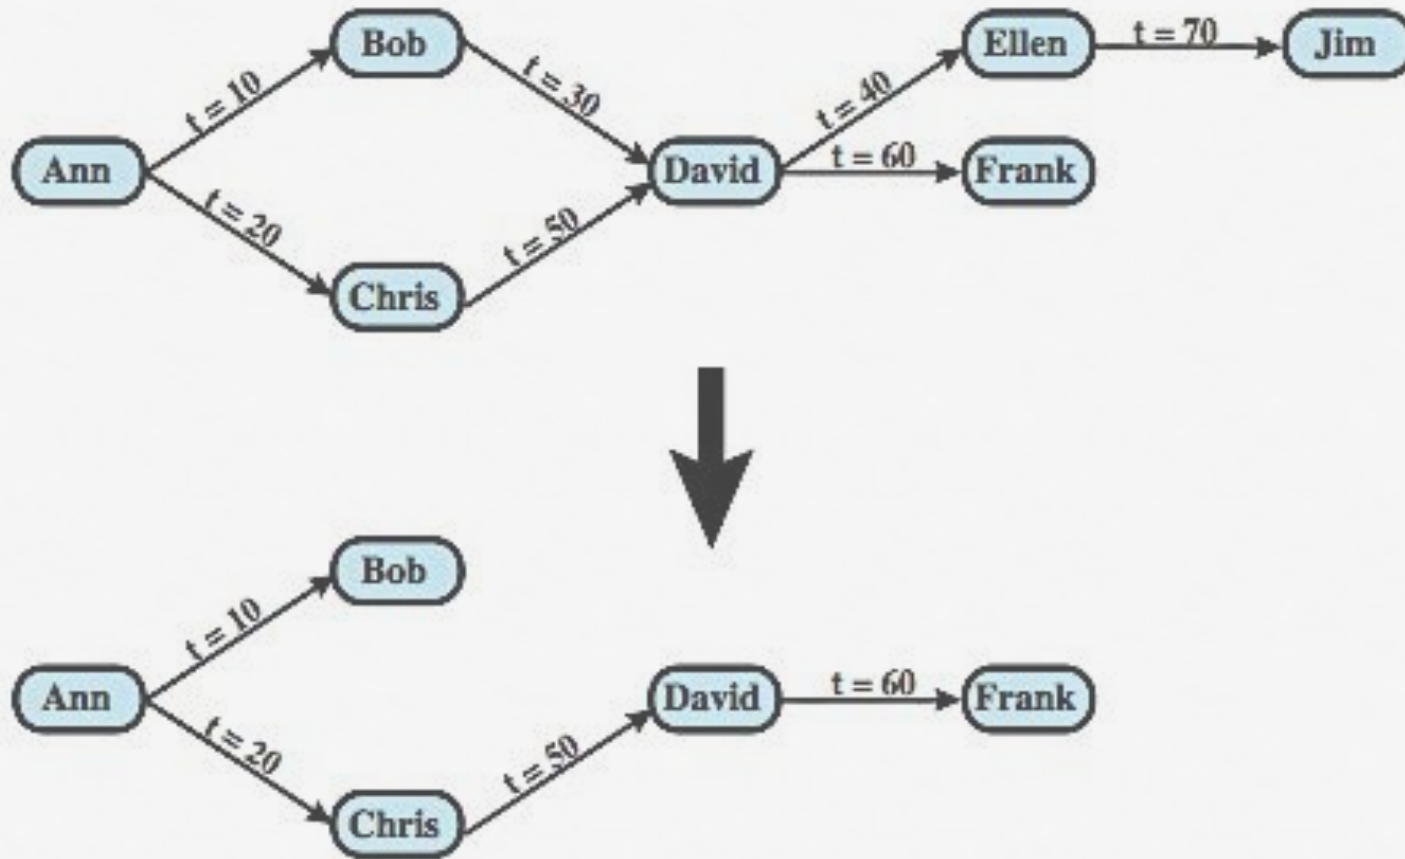 Bob
Ellen
t = 70
Jim
t = 10
t = 30
t = 40
Ann
David
t = 60
Frank
t = 20
t = 50
Chris
Bob
t = 10
Ann
David
t = 60
Frank
t = 20
t = 50
Chris